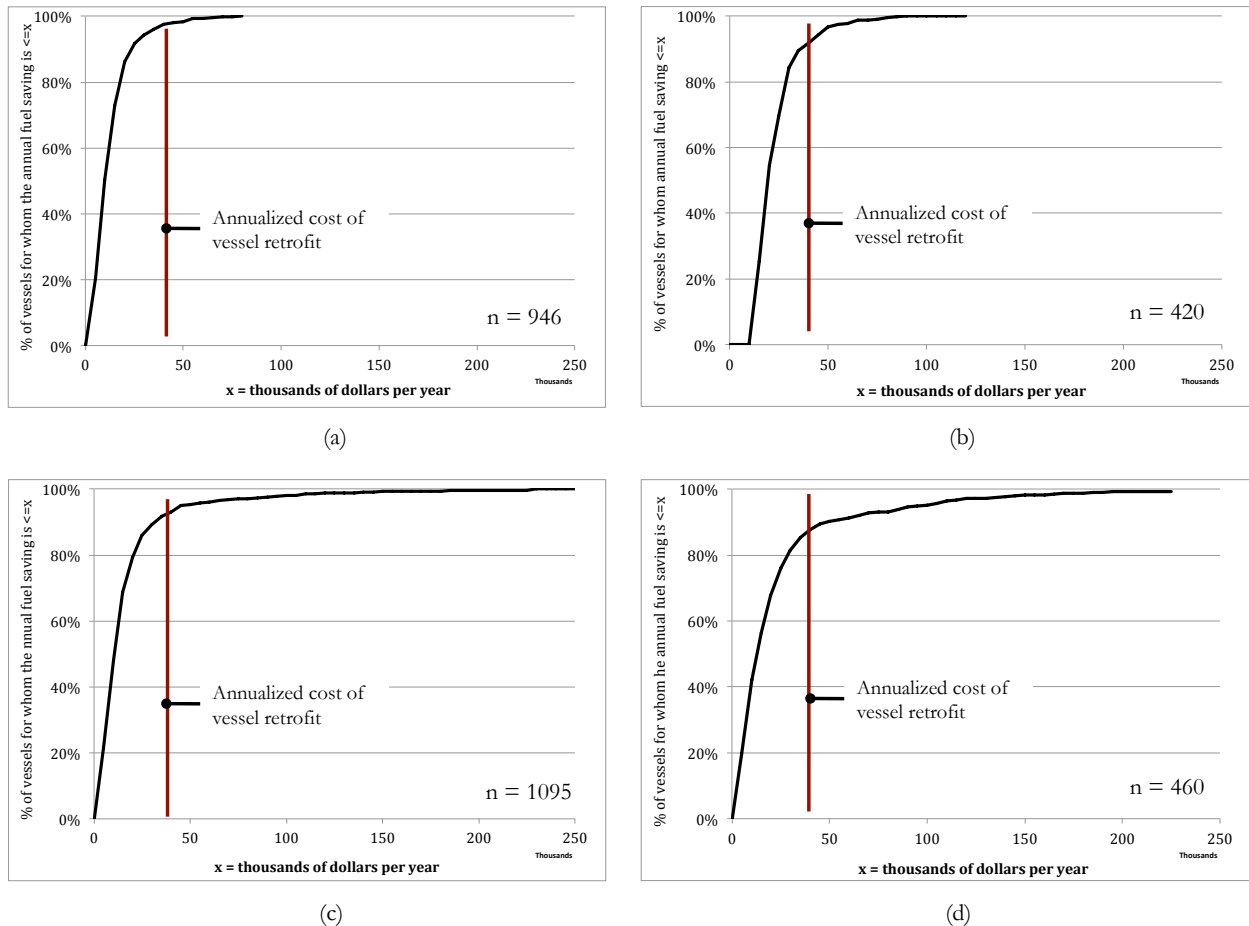 % of vessels for whom the annual fuel saving is <=x
100%
80%
60%
40%
20%
0%
Annualized cost of
vessel retrofit
n = 946
0 50 100 150 200 250
Thousands
x = thousands of dollars per year
(a)
% of vessels for whom annual fuel saving <=x
100%
80%
60%
40%
20%
0%
Annualized cost of
vessel retrofit
n = 420
0 50 100 150 200 250
Thousands
x = thousands of dollars per year
(b)
% of vessels for whom the nnual fuel saving is <=x
100%
80%
60%
40%
20%
0%
Annualized cost of
vessel retrofit
n = 1095
0 50 100 150 200 250
Thousands
x = thousands of dollars per year
(c)
% of vessels for whom he annual fuel saving is <=x
100%
80%
60%
40%
20%
0%
Annualized cost of
vessel retrofit
n = 460
0 50 100 150 200 250
Thousands
x = thousands of dollars per year
(d)